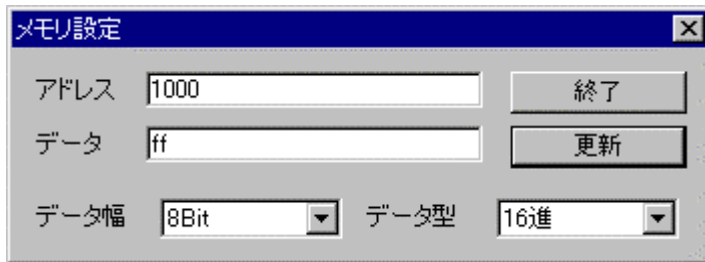 メモリ設定
アドレス 1000 終了
データ ff 更新
データ幅 8Bit データ型 16進